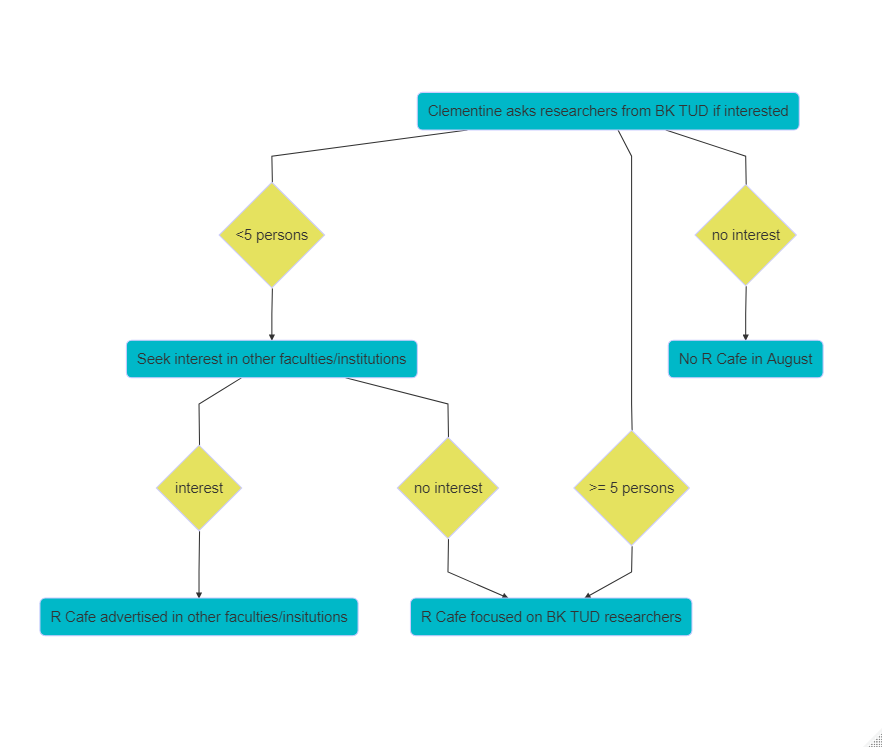 Clementine asks researchers from BK TUD if interested
<5 persons
no interest
Seek interest in other faculties/institutions
No R Cafe in August
interest
no interest
>= 5 persons
R Cafe advertised in other faculties/insitutions
R Cafe focused on BK TUD researchers